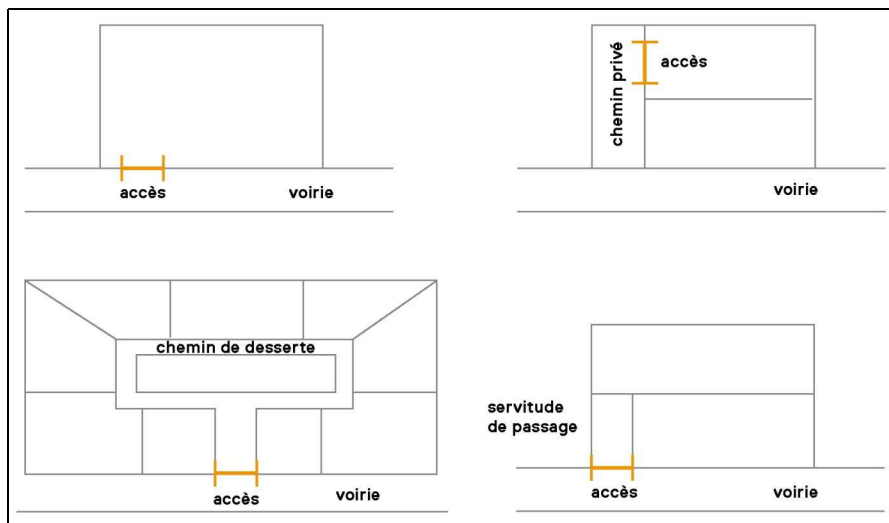 accès
voirie
chemin privé
accès
voirie
chemin de desserte
accès
voirie
servitude
de passage
accès
voirie